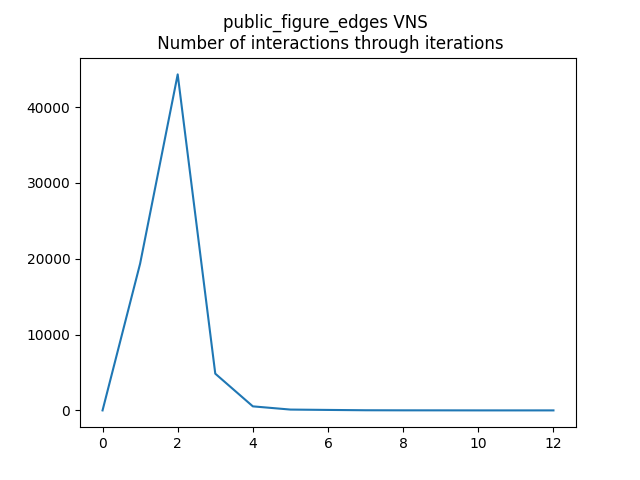 public_figure_edges VNS
Number of interactions through iterations
40000
30000
20000
10000
0
0 2 4 6 8 10 12